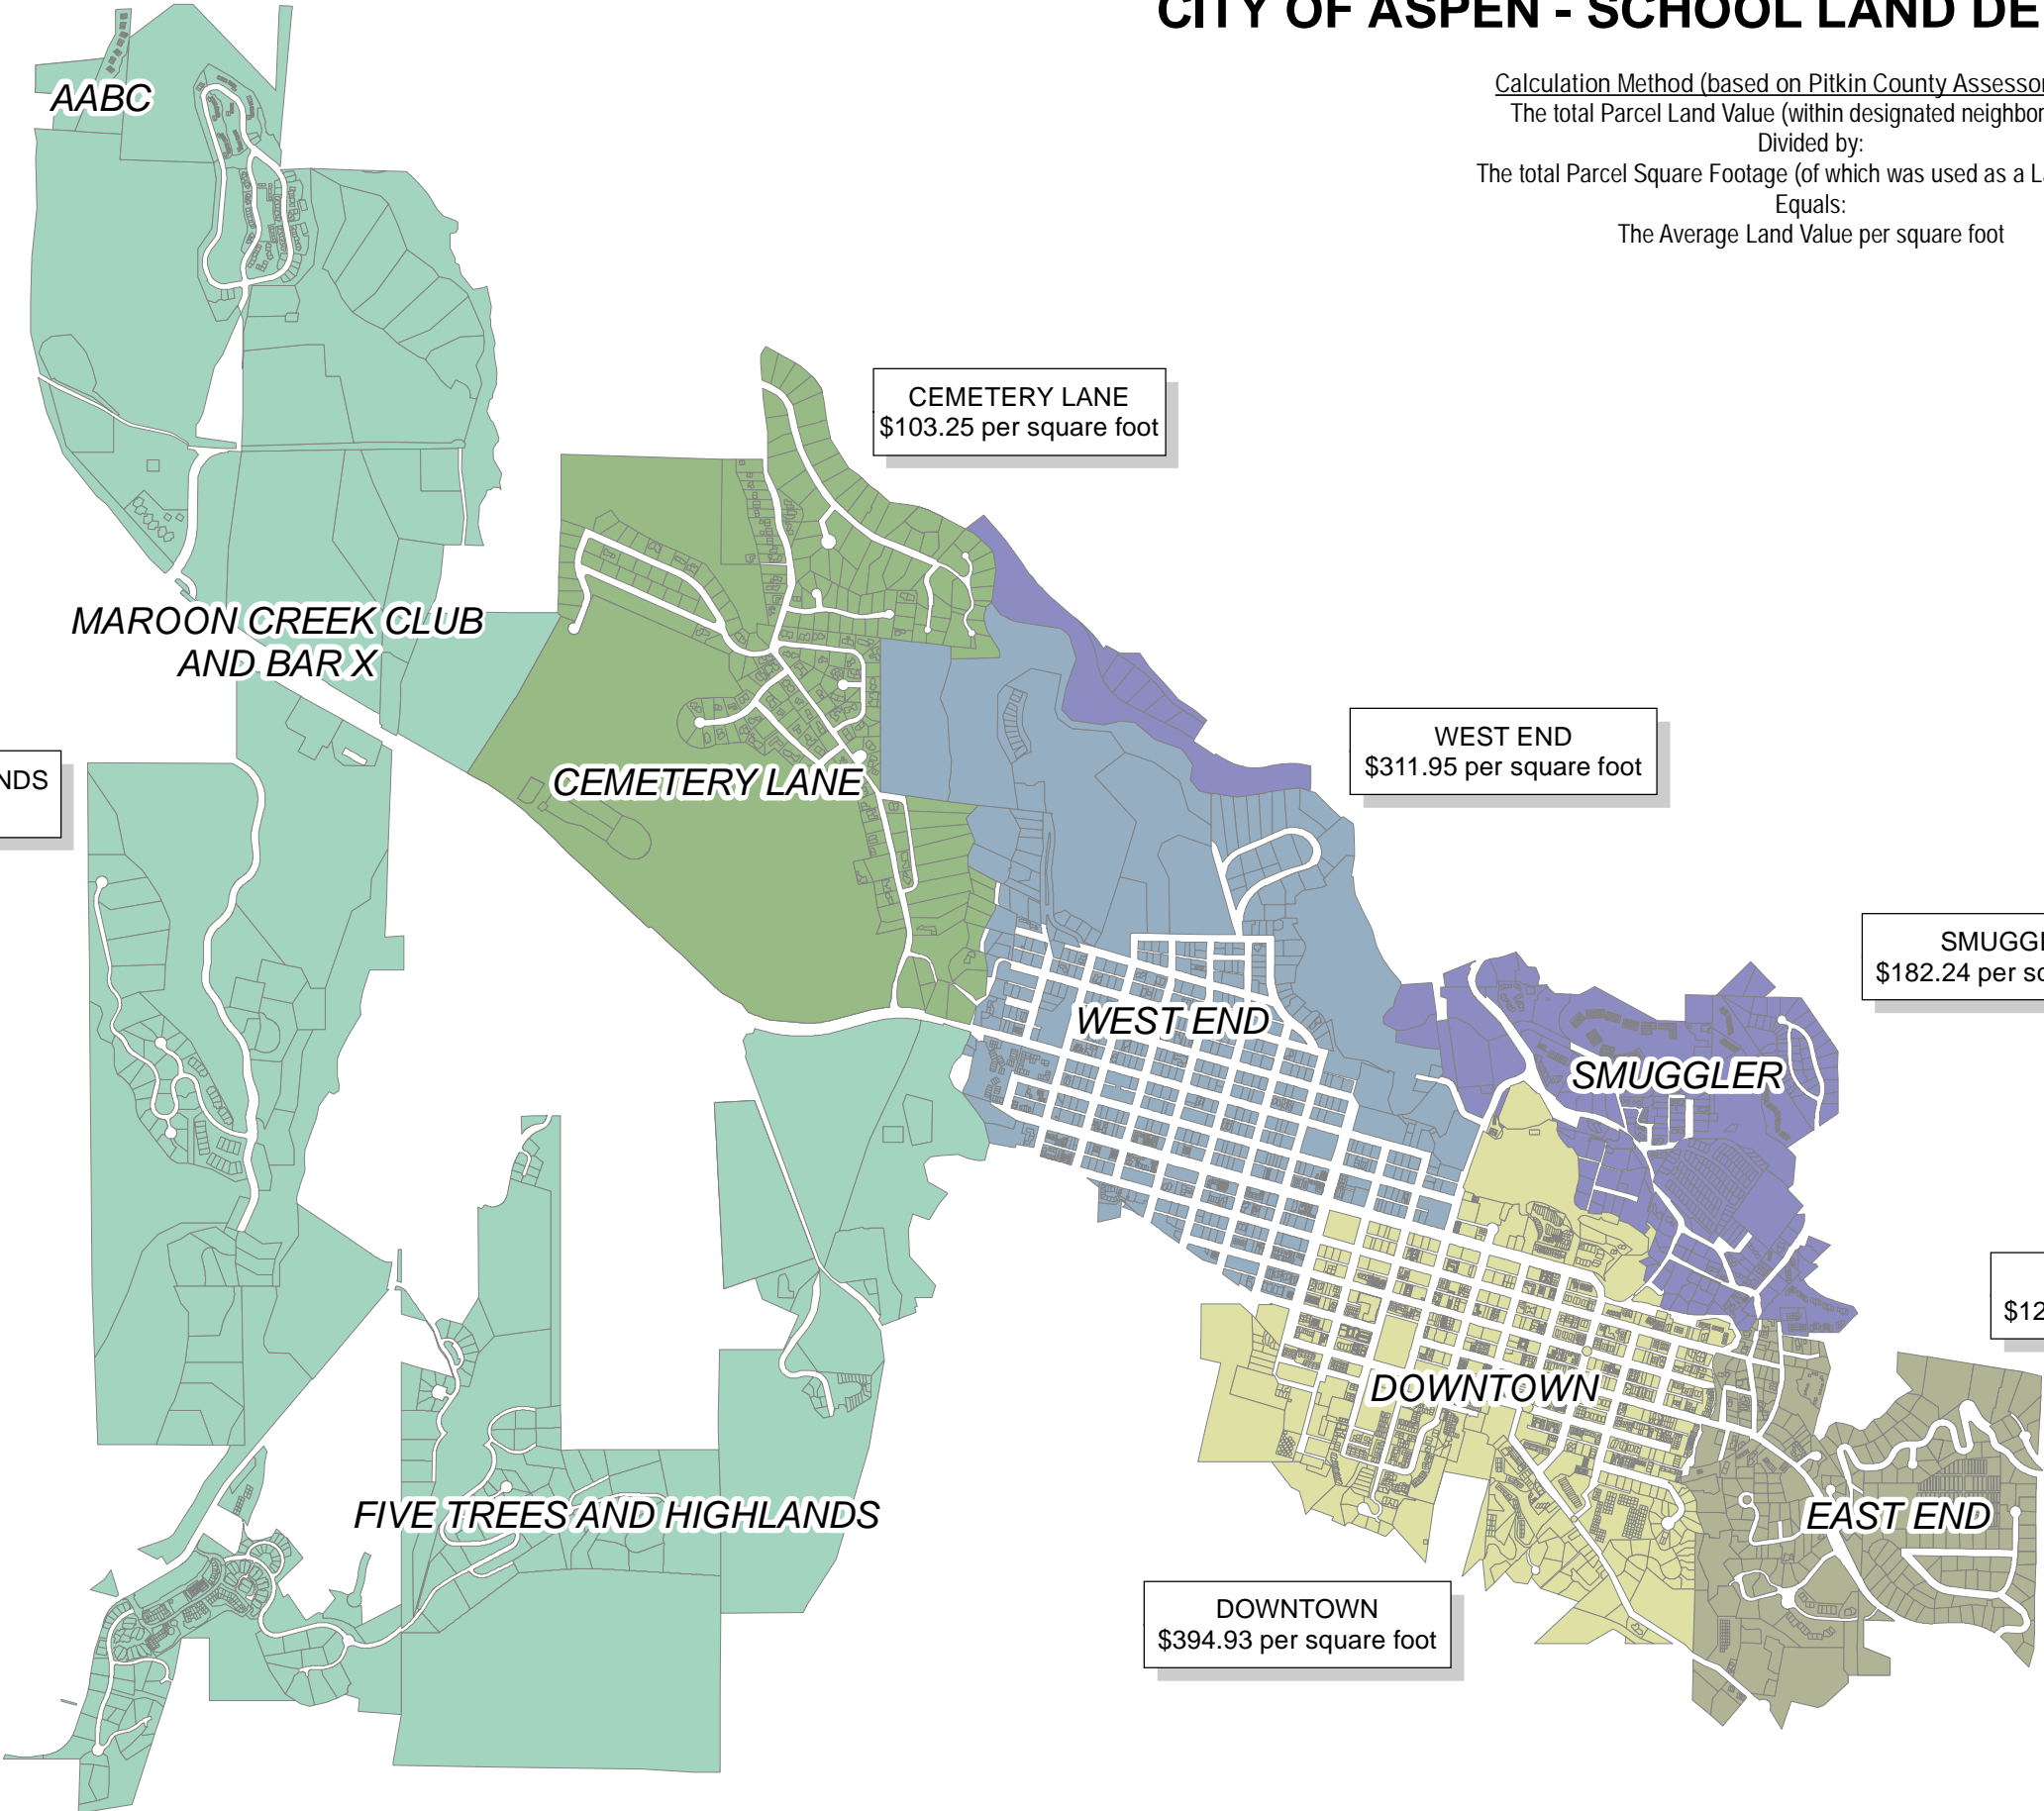 CITY OF ASPEN - SCHOOL LAND DE
Calculation Method (based on Pitkin County Assessor
The total Parcel Land Value (within designated neighbor
Divided by:
The total Parcel Square Footage (of which was used as a La
Equals:
The Average Land Value per square foot
AABC
CEMETERY LANE
$103.25 per square foot
MAROON CREEK CLUB
AND BAR X
WEST END
$311.95 per square foot
NDS
CEMETERY LANE
SMUGGL
$182.24 per sq
WEST END
SMUGGLER
$12
DOWNTOWN
FIVE TREES AND HIGHLANDS
EAST END
DOWNTOWN
$394.93 per square foot